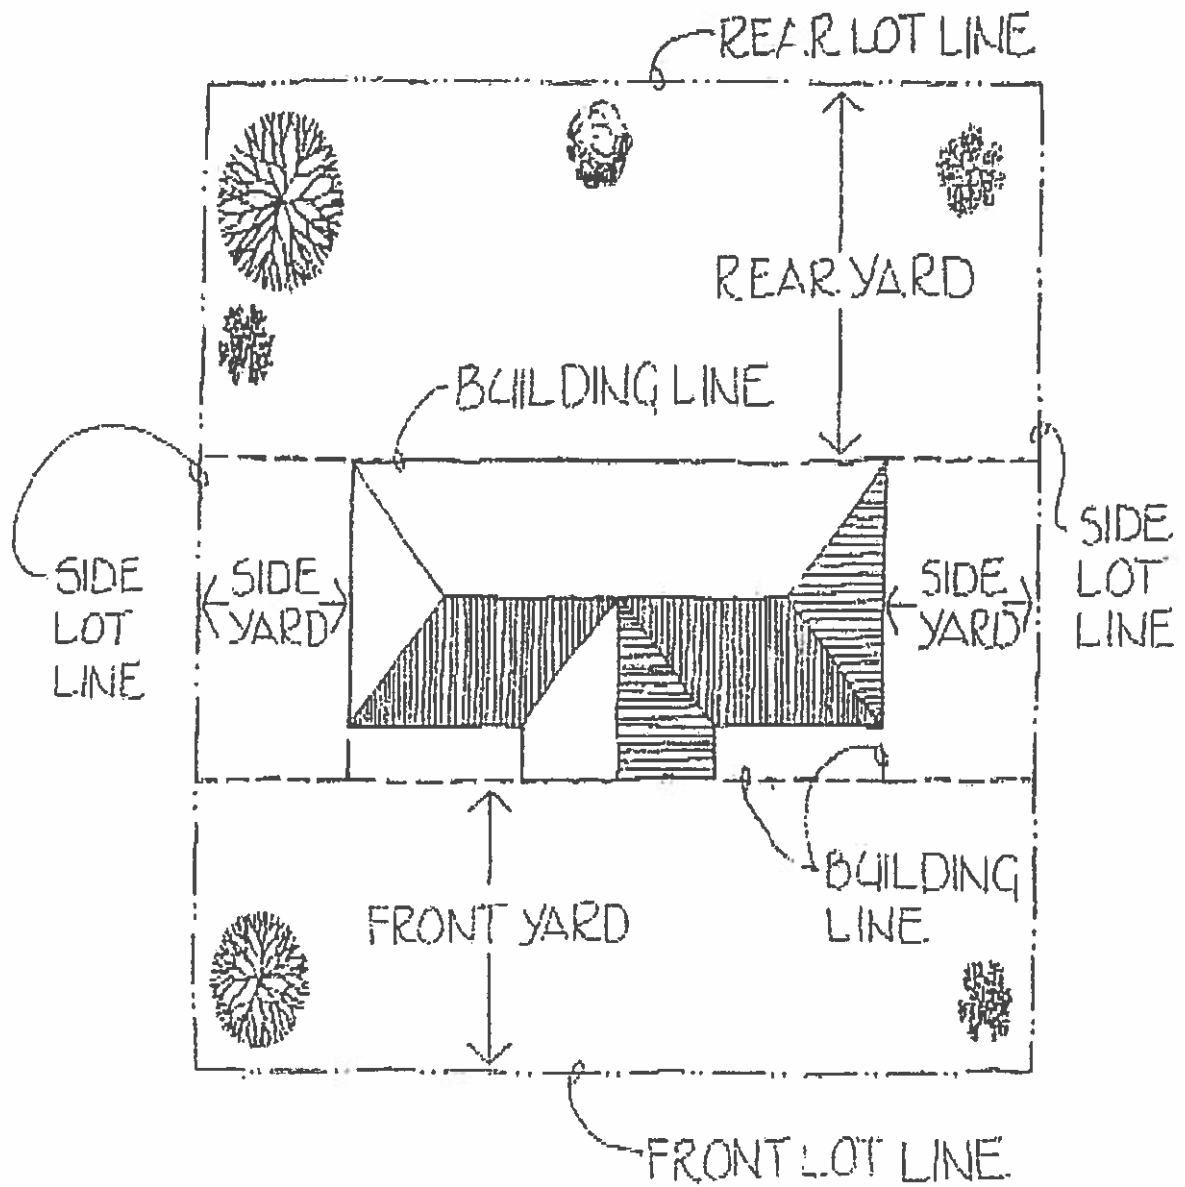 REAR LOT LINE
REAR YARD
BUILDING LINE
SIDE
LOT
LINE
SIDE
YARD
SIDE
YARD
SIDE
LOT
LINE
BUILDING
LINE
FRONT YARD
FRONT LOT LINE